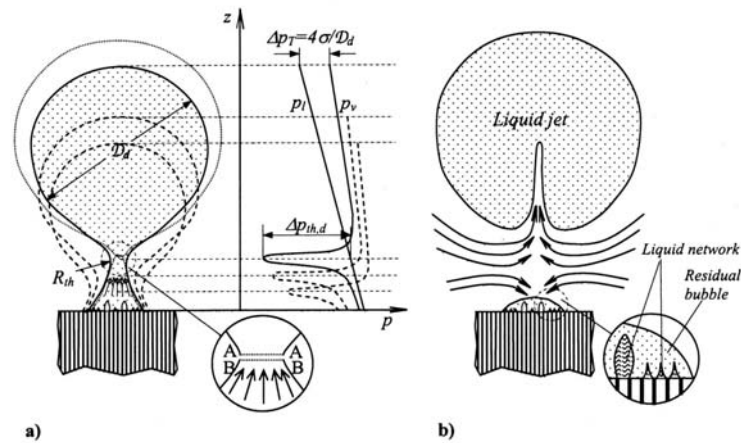 z
Δp_T=4σ/D_d
p_l
p_v
D_d
Δp_th,d
R_th
p
A A
B B
a)
Liquid jet
Liquid network
Residual
bubble
b)